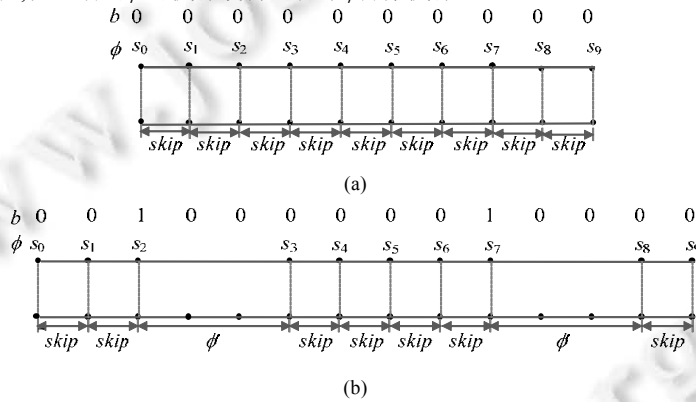 b 0 0 0 0 0 0 0 0 0 0
ϕ s0 s1 s2 s3 s4 s5 s6 s7 s8 s9
skip skip skip skip skip skip skip skip skip
(a)
b 0 0 1 0 0 0 0 0 0 1 0 0 0 0
ϕ s0 s1 s2 s3 s4 s5 s6 s7 s8 s9
skip skip ϕ′ skip skip skip skip ϕ′ skip
(b)